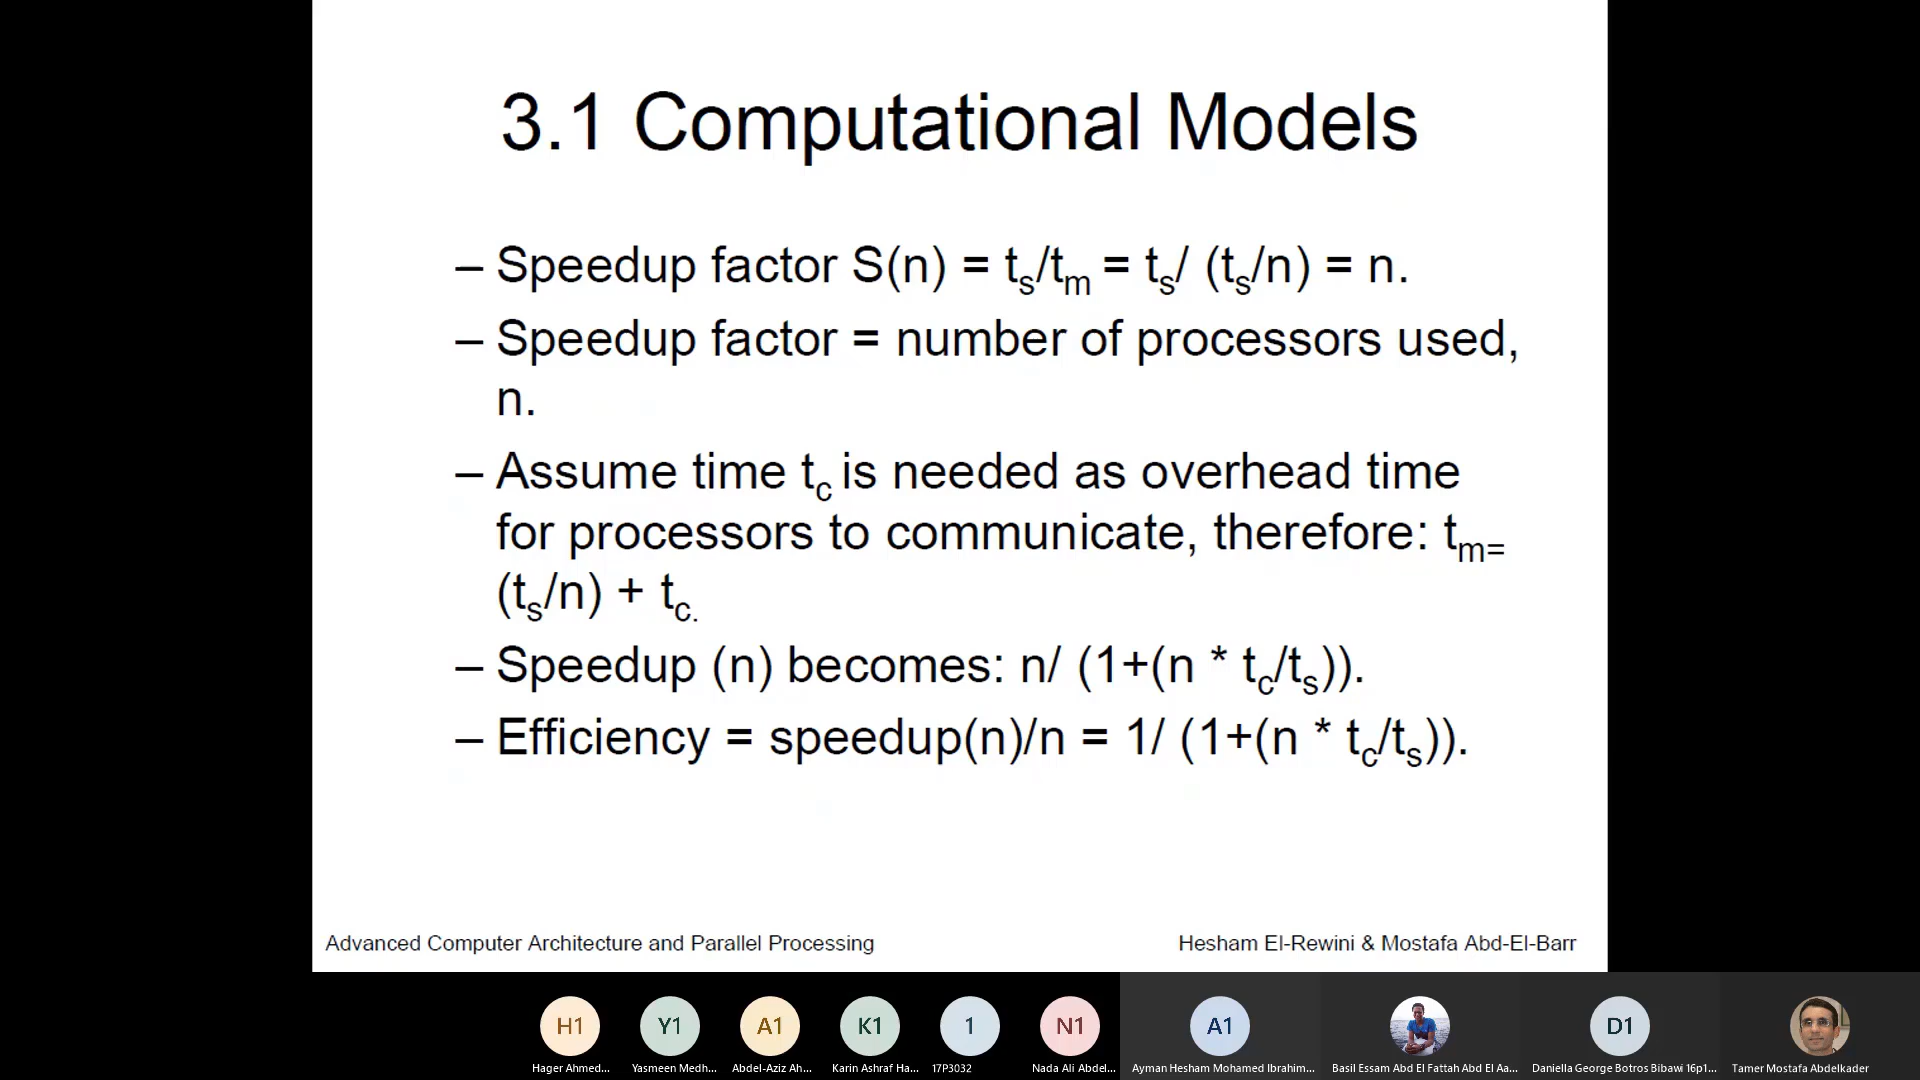 3.1 Computational Models
– Speedup factor S(n) = ts/tm = ts/ (ts/n) = n.
– Speedup factor = number of processors used,
n.
– Assume time tc is needed as overhead time
for processors to communicate, therefore: tm=
(ts/n) + tc.
– Speedup (n) becomes: n/ (1+(n * tc/ts)).
– Efficiency = speedup(n)/n = 1/ (1+(n * tc/ts)).
Advanced Computer Architecture and Parallel Processing
Hesham El-Rewini & Mostafa Abd-El-Barr
H1
Y1
A1
K1
1
N1
A1
D1
Hager Ahmed...
Yasmeen Medh...
Abdel-Aziz Ah...
Karin Ashraf Ha...
17P3032
Nada Ali Abdel...
Ayman Hesham Mohamed Ibrahim...
Basil Essam Abd El Fattah Abd El Aa...
Daniella George Botros Bibawi 16p1...
Tamer Mostafa Abdelkader